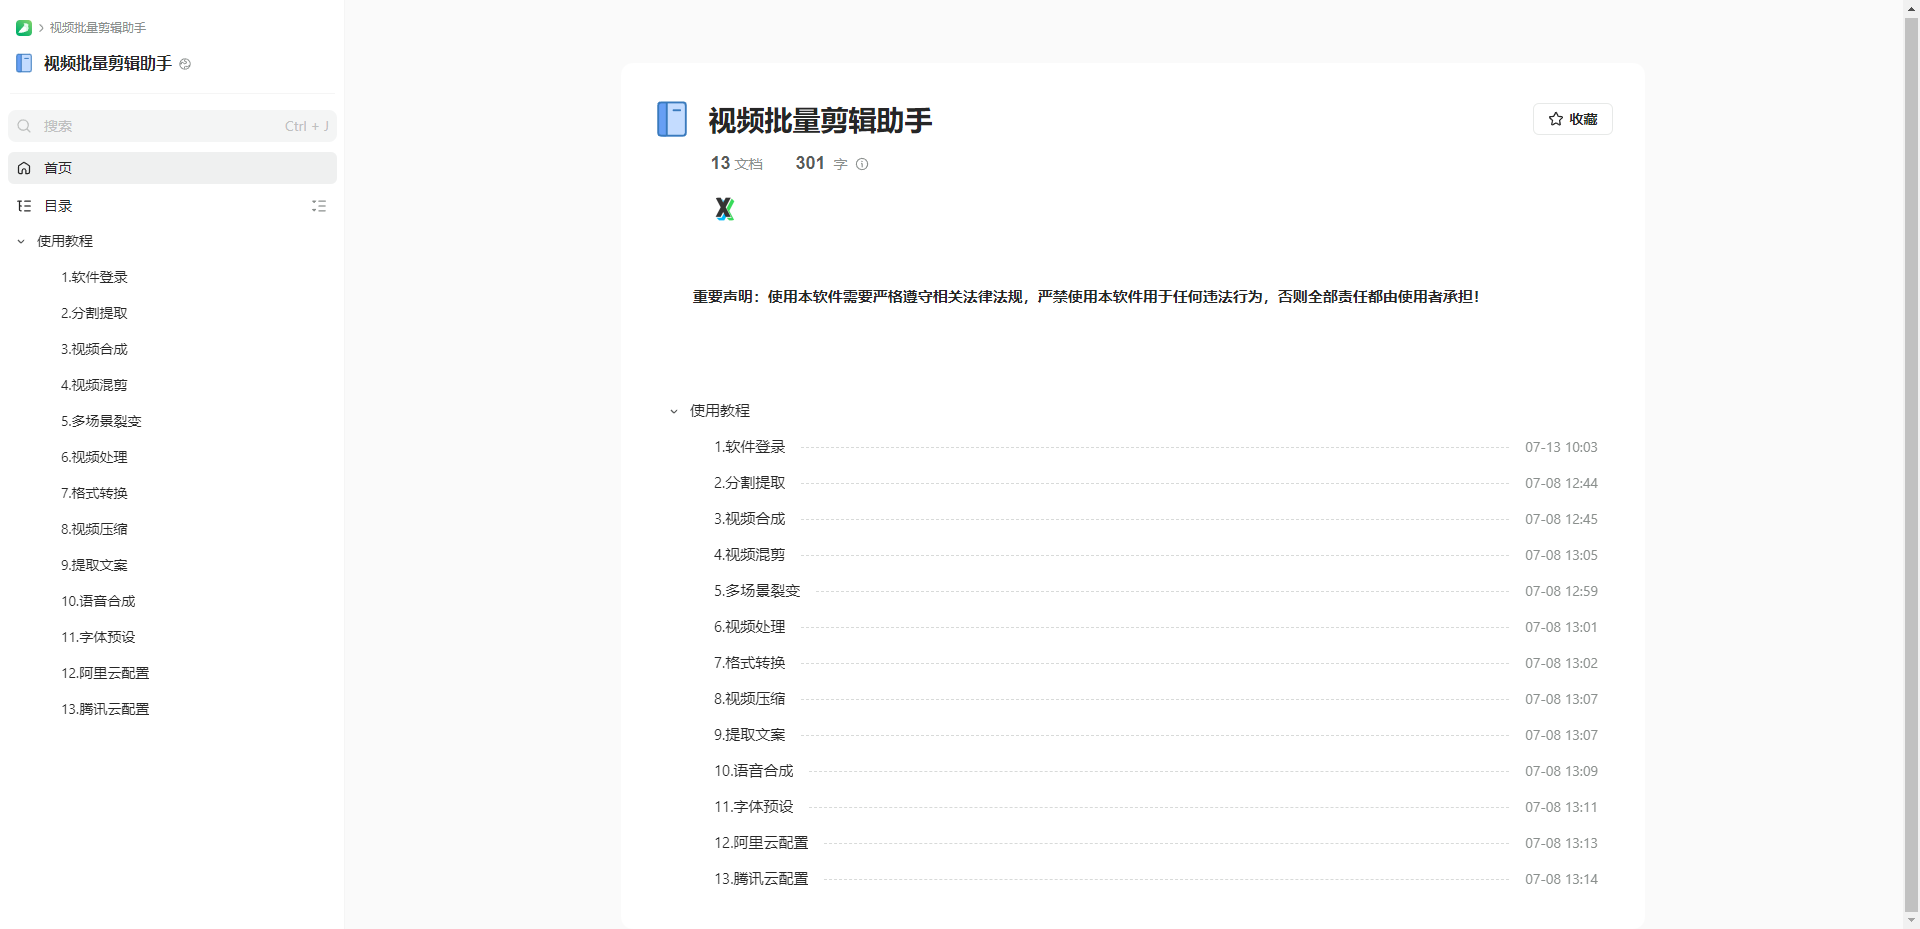 视频批量剪辑助手
视频批量剪辑助手
搜索 Ctrl + J
首页
目录
使用教程
1.软件登录
2.分割提取
3.视频合成
4.视频混剪
5.多场景裂变
6.视频处理
7.格式转换
8.视频压缩
9.提取文案
10.语音合成
11.字体预设
12.阿里云配置
13.腾讯云配置
视频批量剪辑助手
收藏
13 文档 301 字
重要声明：使用本软件需要严格遵守相关法律法规，严禁使用本软件用于任何违法行为，否则全部责任都由使用者承担！
使用教程
1.软件登录 07-13 10:03
2.分割提取 07-08 12:44
3.视频合成 07-08 12:45
4.视频混剪 07-08 13:05
5.多场景裂变 07-08 12:59
6.视频处理 07-08 13:01
7.格式转换 07-08 13:02
8.视频压缩 07-08 13:07
9.提取文案 07-08 13:07
10.语音合成 07-08 13:09
11.字体预设 07-08 13:11
12.阿里云配置 07-08 13:13
13.腾讯云配置 07-08 13:14